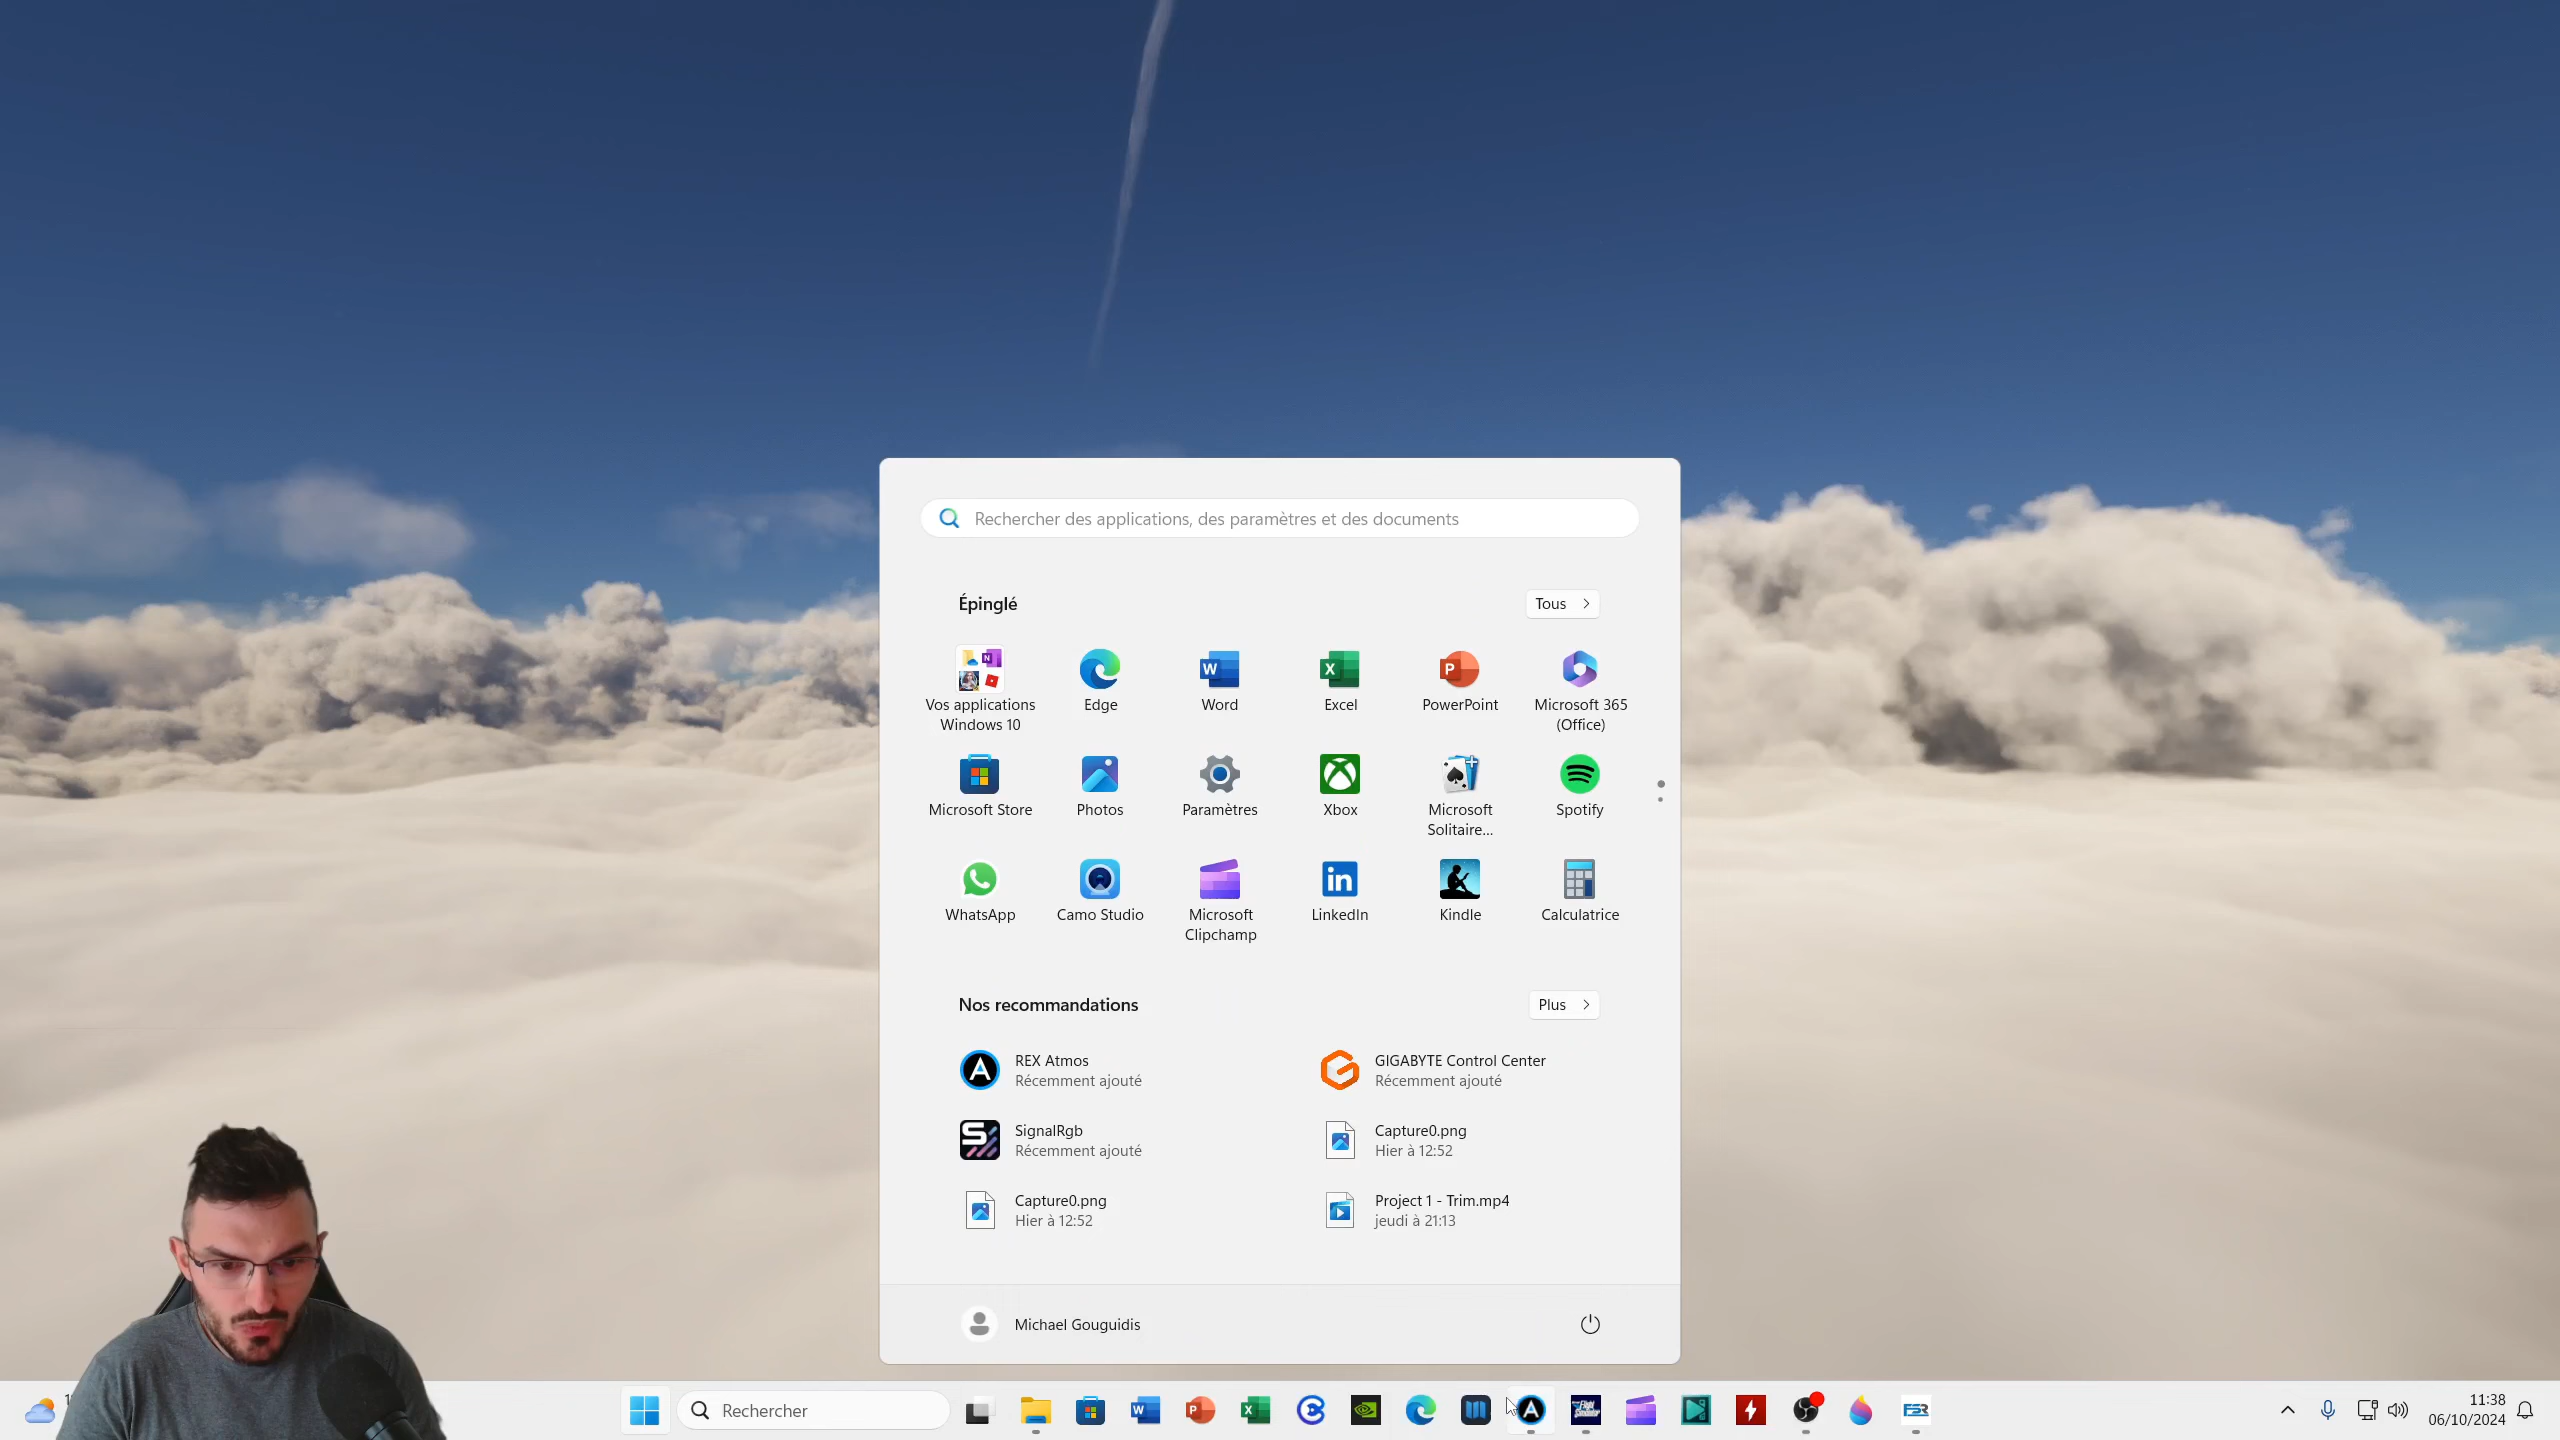 Rechercher des applications, des paramètres et des documents
Épinglé
Tous
Vos applications
Windows 10
Edge
Word
Excel
PowerPoint
Microsoft 365
(Office)
Microsoft Store
Photos
Paramètres
Xbox
Microsoft
Solitaire...
Spotify
WhatsApp
Camo Studio
Microsoft
Clipchamp
LinkedIn
Kindle
Calculatrice
Nos recommandations
Plus
REX Atmos
Récemment ajouté
GIGABYTE Control Center
Récemment ajouté
SignalRgb
Récemment ajouté
Capture0.png
Hier à 12:52
Capture0.png
Hier à 12:52
Project 1 - Trim.mp4
jeudi à 21:13
Michael Gouguidis
Rechercher
11:38
06/10/2024